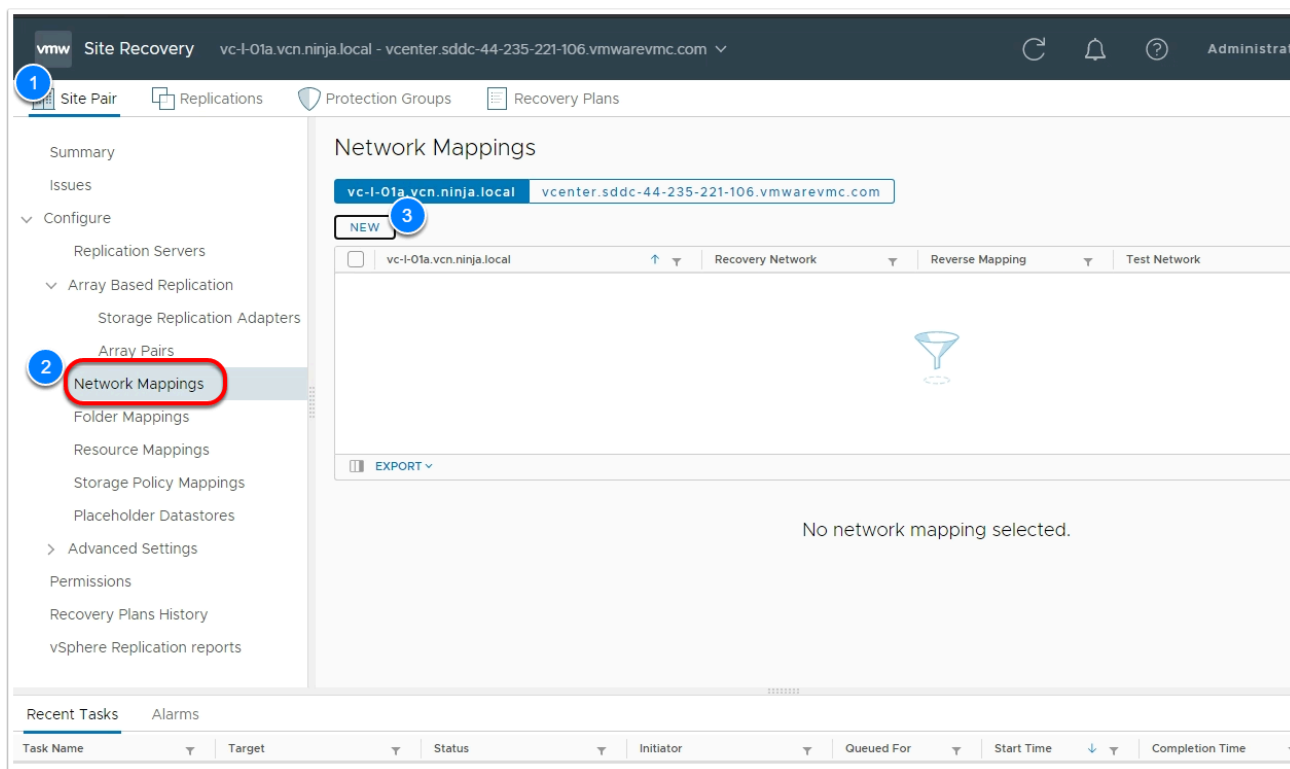 vmw Site Recovery vc-l-01a.vcn.ninja.local - vcenter.sddc-44-235-221-106.vmwarevmc.com Administrat
1
Site Pair Replications Protection Groups Recovery Plans
Summary
Issues
Configure
Replication Servers
Array Based Replication
Storage Replication Adapters
Array Pairs
2
Network Mappings
Folder Mappings
Resource Mappings
Storage Policy Mappings
Placeholder Datastores
Advanced Settings
Permissions
Recovery Plans History
vSphere Replication reports
Network Mappings
vc-l-01a.vcn.ninja.local vcenter.sddc-44-235-221-106.vmwarevmc.com
NEW 3
vc-l-01a.vcn.ninja.local Recovery Network Reverse Mapping Test Network
EXPORT
No network mapping selected.
Recent Tasks Alarms
Task Name Target Status Initiator Queued For Start Time Completion Time